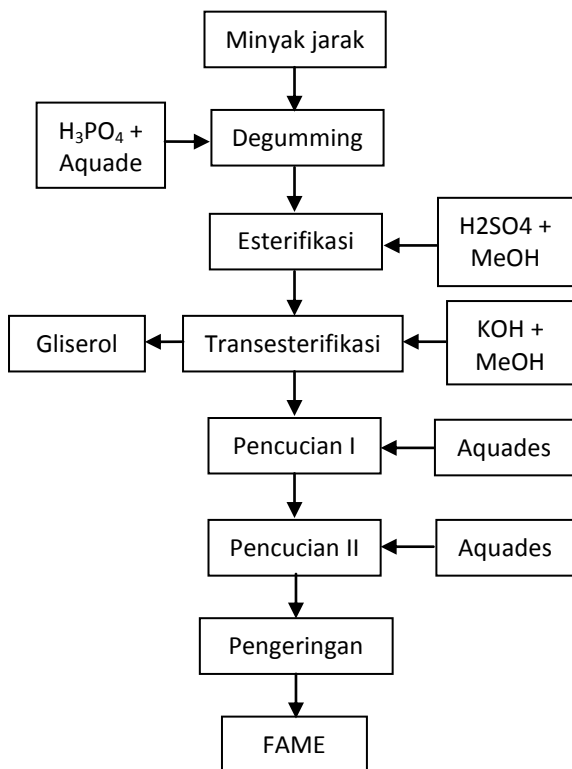 Minyak jarak
H₃PO₄ +
Aquade
Degumming
Esterifikasi
H2SO4 +
MeOH
Gliserol
Transesterifikasi
KOH +
MeOH
Pencucian I
Aquades
Pencucian II
Aquades
Pengeringan
FAME